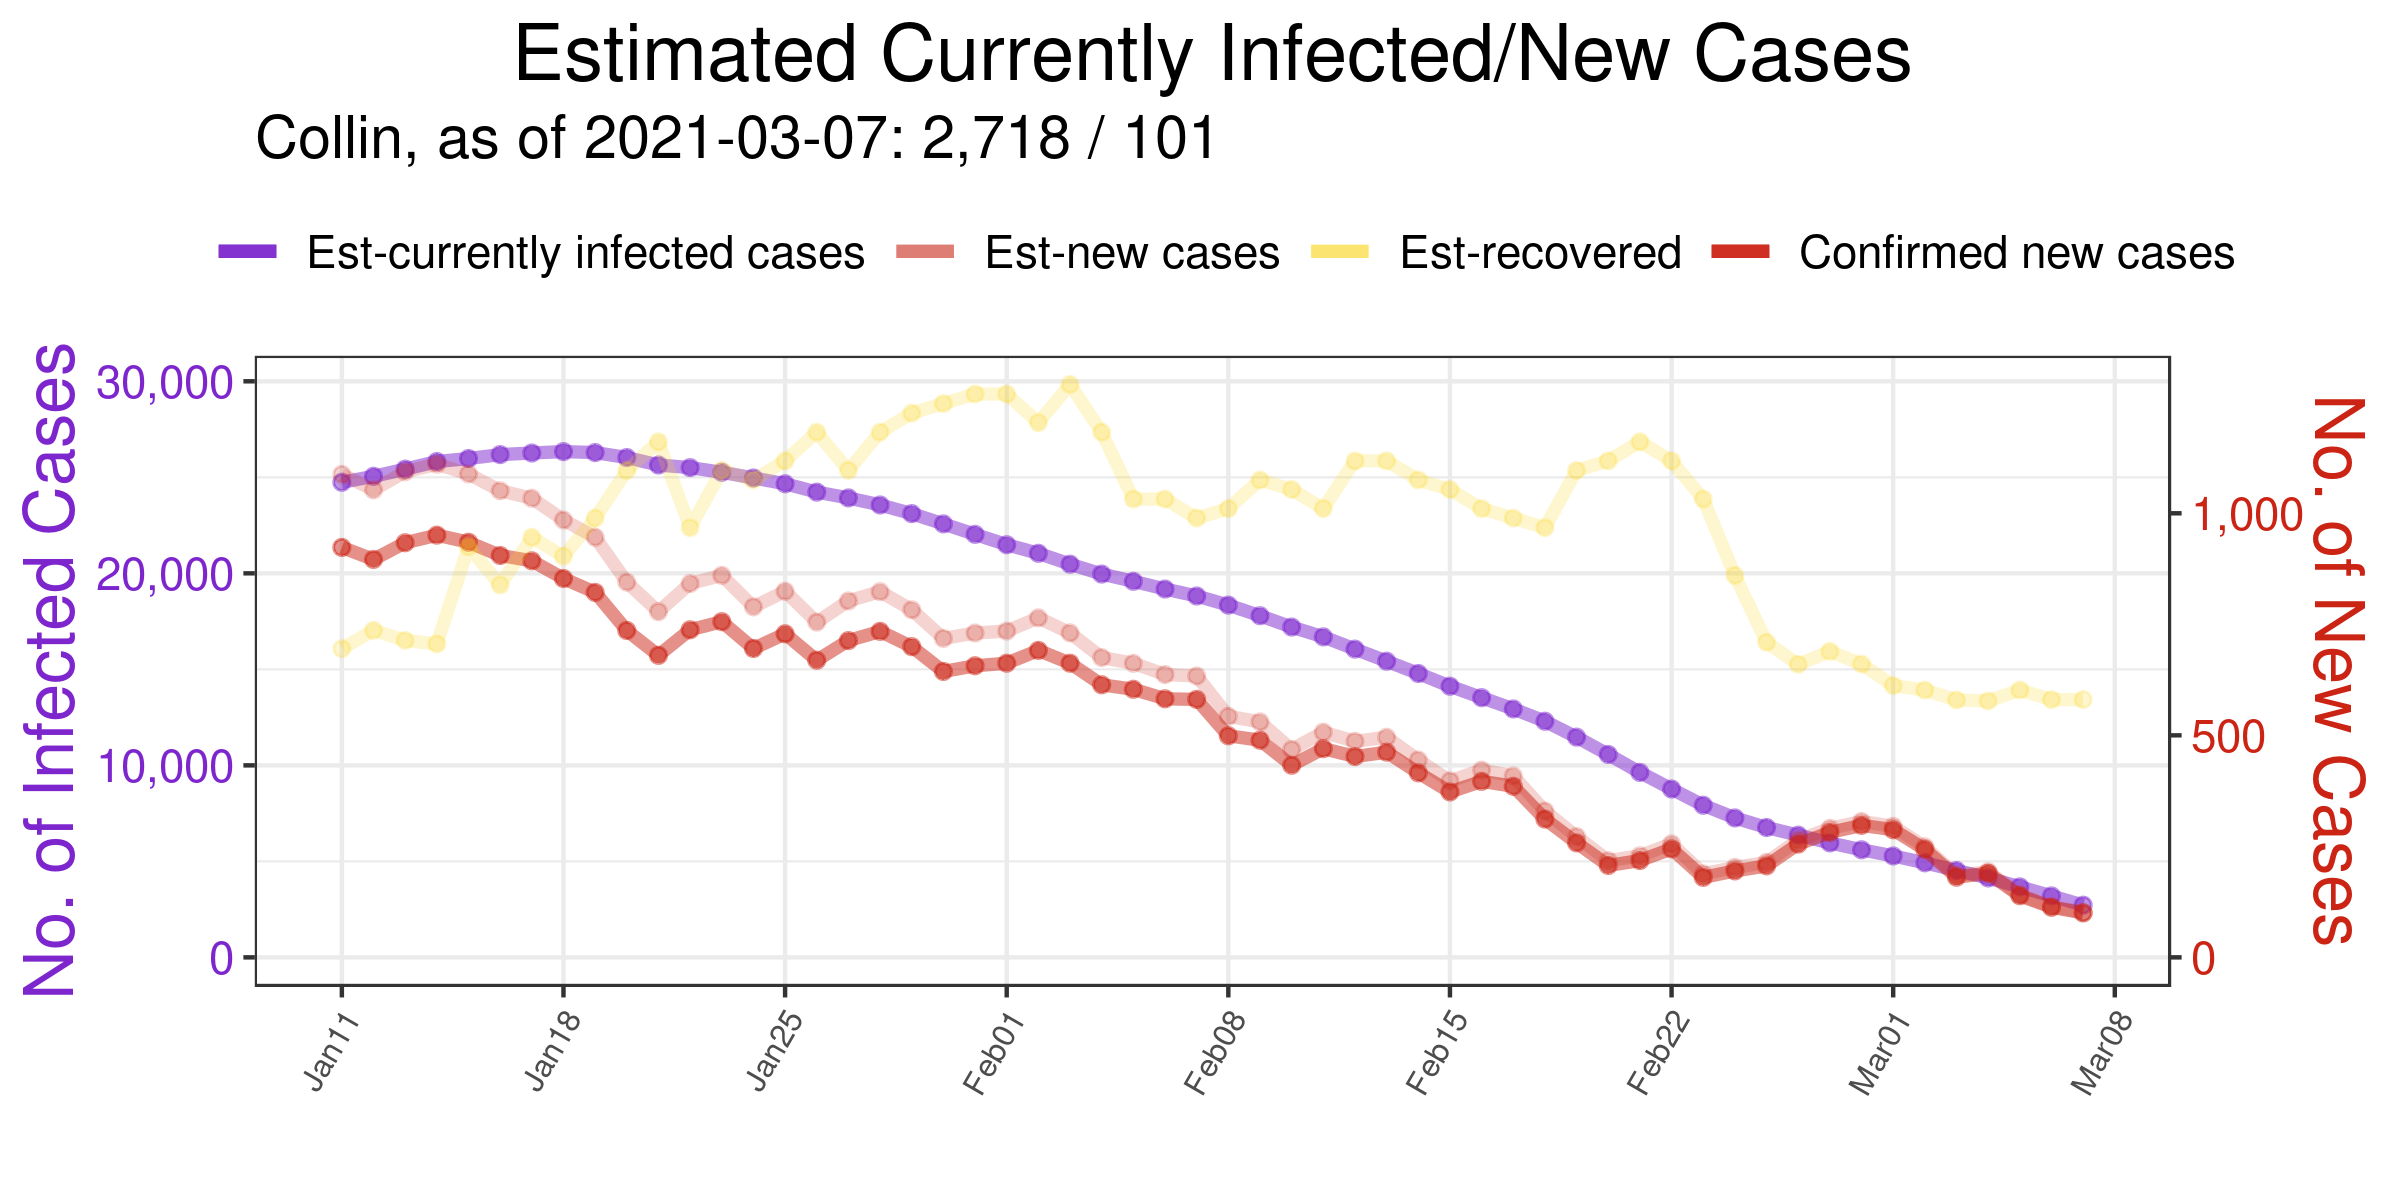 Estimated Currently Infected/New Cases
Collin, as of 2021-03-07: 2,718 / 101
Est-currently infected cases Est-new cases Est-recovered Confirmed new cases
No. of Infected Cases
30,000
20,000
10,000
0
1,000
500
0
No. of New Cases
Jan11 Jan18 Jan25 Feb01 Feb08 Feb15 Feb22 Mar01 Mar08